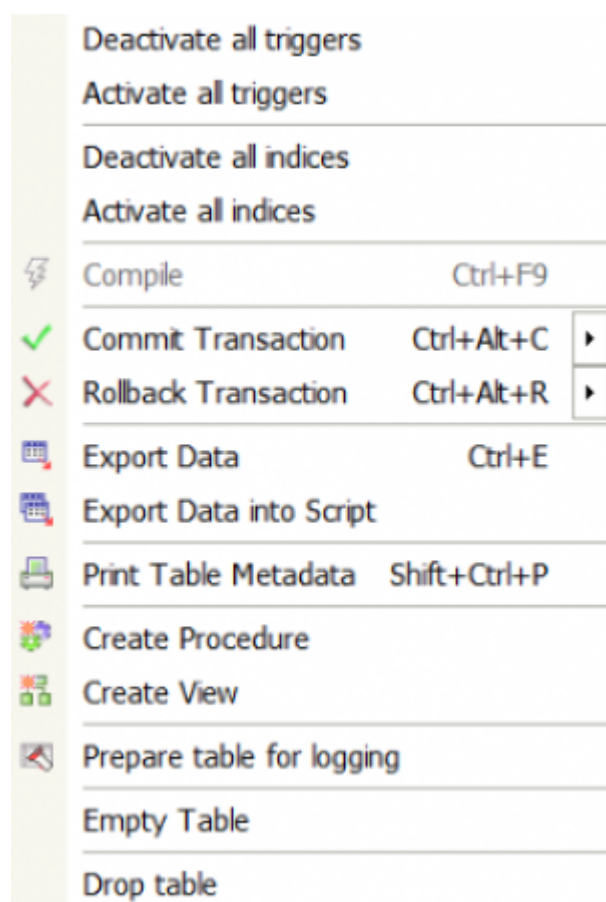 Deactivate all triggers
Activate all triggers
Deactivate all indices
Activate all indices
Compile Ctrl+F9
Commit Transaction Ctrl+Alt+C
Rollback Transaction Ctrl+Alt+R
Export Data Ctrl+E
Export Data into Script
Print Table Metadata Shift+Ctrl+P
Create Procedure
Create View
Prepare table for logging
Empty Table
Drop table